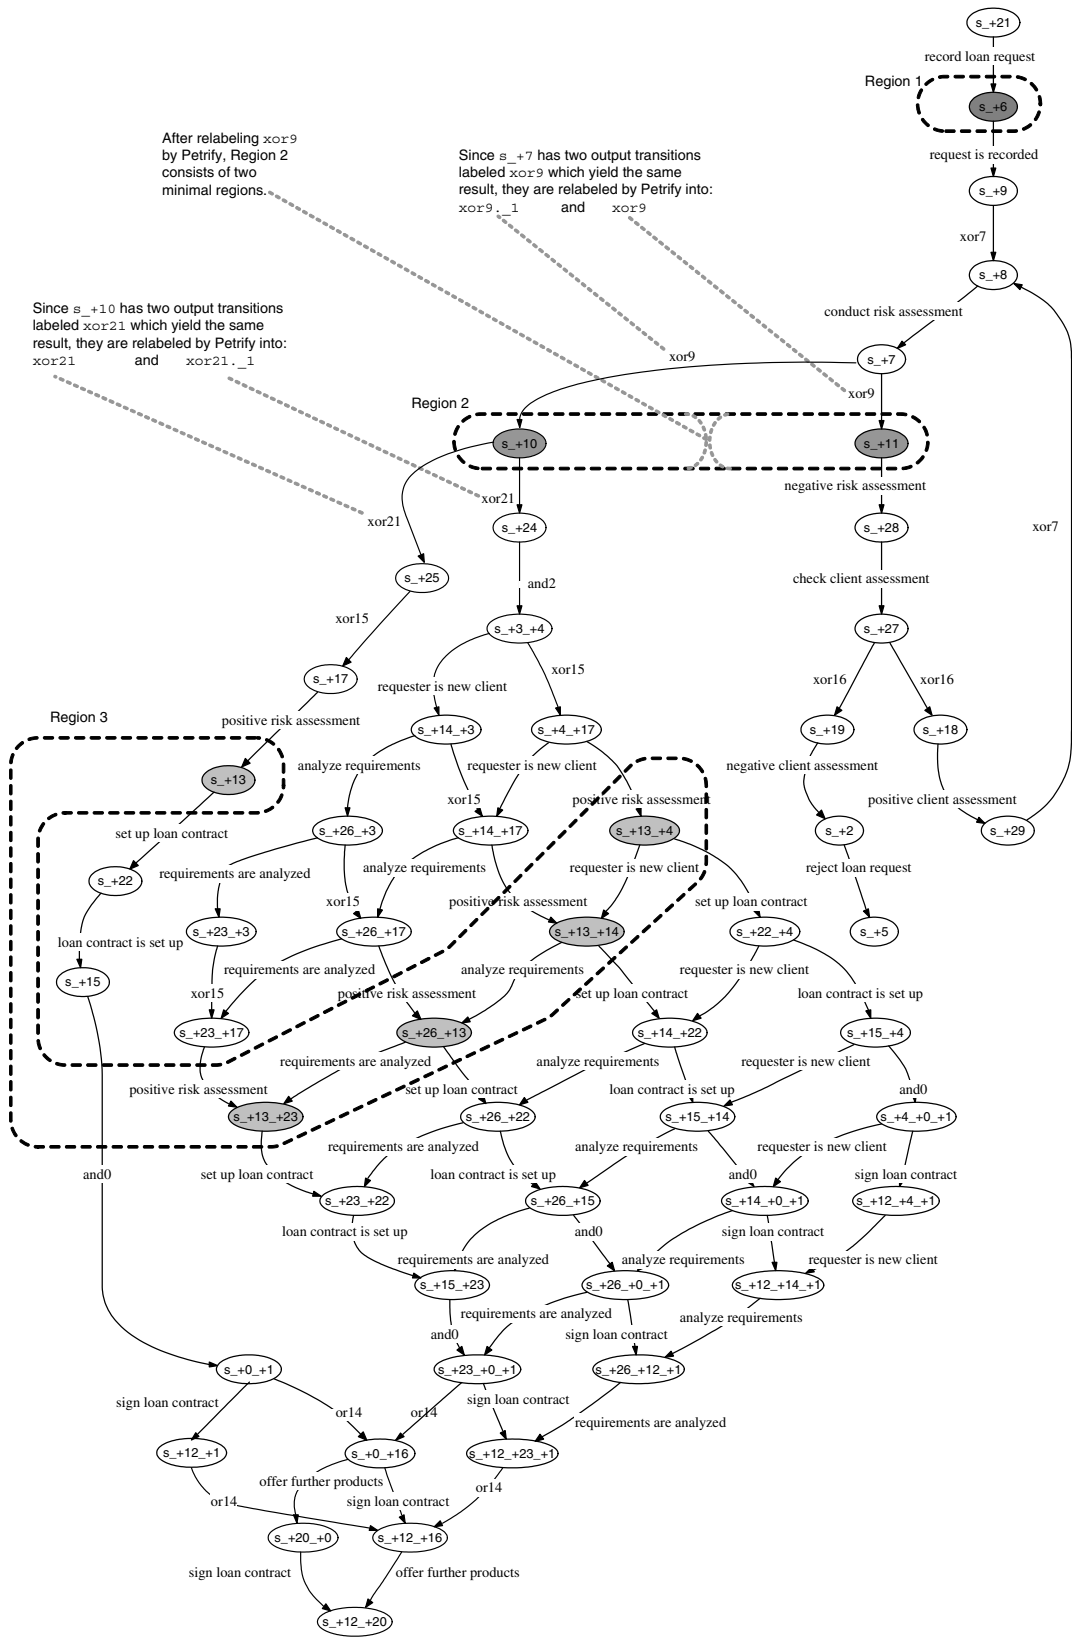 s_+21
record loan request
Region 1
s_+6
After relabeling xor9
by Petrify, Region 2
consists of two
minimal regions.
Since s_+7 has two output transitions
labeled xor9 which yield the same
result, they are relabeled by Petrify into:
xor9._1 and xor9
request is recorded
s_+9
xor7
s_+8
Since s_+10 has two output transitions
labeled xor21 which yield the same
result, they are relabeled by Petrify into:
xor21 and xor21._1
conduct risk assessment
xor9
s_+7
xor9
Region 2
s_+10
s_+11
negative risk assessment
xor21
xor21
s_+24
s_+28
xor7
s_+25
and2
check client assessment
xor15
s_+3_+4
s_+27
xor15
s_+17
requester is new client
xor16
xor16
Region 3
positive risk assessment
s_+14_+3
s_+4_+17
s_+19
s_+18
analyze requirements
requester is new client
negative client assessment
s_+13
xor15
positive risk assessment
positive client assessment
set up loan contract
s_+26_+3
s_+14_+17
s_+13_+4
s_+2
s_+29
requirements are analyzed
analyze requirements
requester is new client
reject loan request
s_+22
xor15
positive risk assessment
set up loan contract
s_+23_+3
s_+26_+17
s_+13_+14
s_+22_+4
s_+5
loan contract is set up
requirements are analyzed
analyze requirements
requester is new client
s_+15
xor15
positive risk assessment
set up loan contract
loan contract is set up
s_+23_+17
s_+26_+13
s_+14_+22
s_+15_+4
requirements are analyzed
analyze requirements
requester is new client
positive risk assessment
set up loan contract
loan contract is set up
and0
s_+13_+23
s_+26_+22
s_+15_+14
s_+4_+0_+1
requirements are analyzed
analyze requirements
requester is new client
and0
set up loan contract
loan contract is set up
and0
sign loan contract
s_+23_+22
s_+26_+15
s_+14_+0_+1
s_+12_+4_+1
loan contract is set up
and0
sign loan contract
requirements are analyzed
analyze requirements
requester is new client
s_+15_+23
s_+26_+0_+1
s_+12_+14_+1
requirements are analyzed
analyze requirements
and0
sign loan contract
s_+0_+1
s_+23_+0_+1
s_+26_+12_+1
sign loan contract
or14
or14
sign loan contract
requirements are analyzed
s_+12_+1
s_+0_+16
s_+12_+23_+1
offer further products
or14
or14
sign loan contract
s_+20_+0
s_+12_+16
sign loan contract
offer further products
s_+12_+20